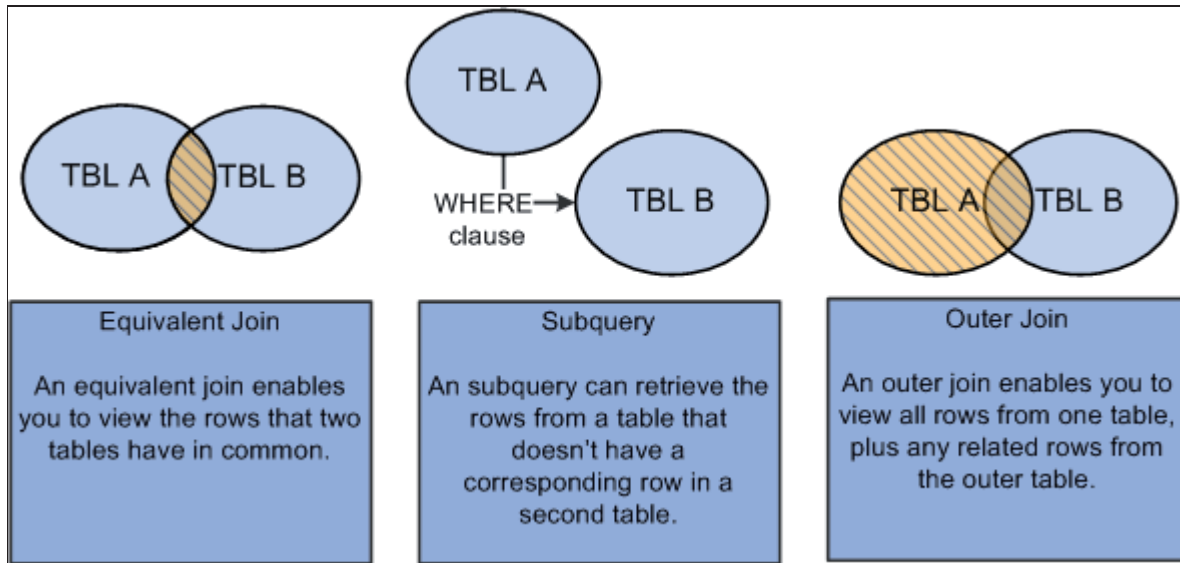 TBL A
TBL B
Equivalent Join
An equivalent join enables
you to view the rows that two
tables have in common.
TBL A
WHERE
clause
TBL B
Subquery
An subquery can retrieve the
rows from a table that
doesn't have a
corresponding row in a
second table.
TBL A
TBL B
Outer Join
An outer join enables you to
view all rows from one table,
plus any related rows from
the outer table.